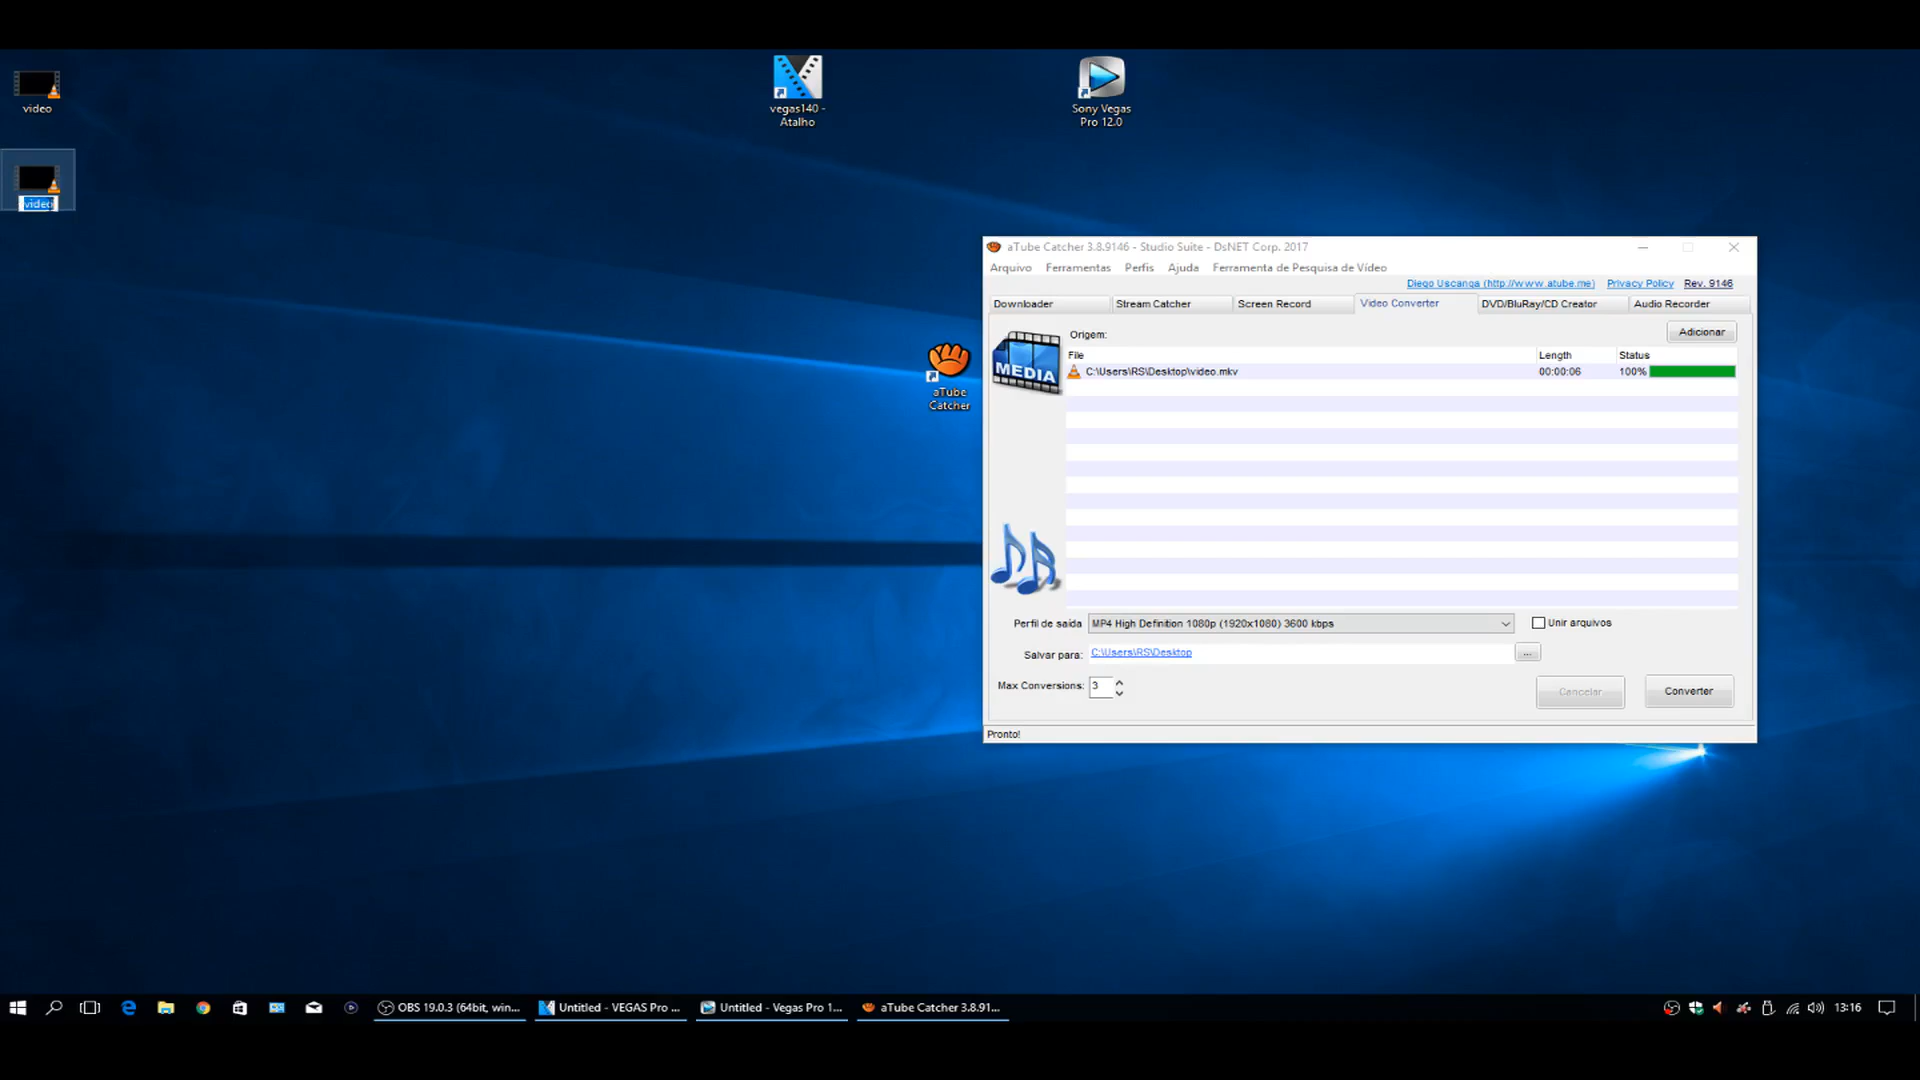 video
vegas140 -
Atalho
Sony Vegas
Pro 12.0
video
aTube
Catcher
aTube Catcher 3.8.9146 - Studio Suite - DsNET Corp. 2017
Arquivo Ferramentas Perfis Ajuda Ferramenta de Pesquisa de Vídeo
Diego Uscanga (http://www.atube.me) Privacy Policy Rev. 9146
Downloader Stream Catcher Screen Record Video Converter DVD/BluRay/CD Creator Audio Recorder
Origem: Adicionar
File Length Status
MEDIA
C:\Users\RS\Desktop\video.mkv 00:00:06 100%
Perfil de saída MP4 High Definition 1080p (1920x1080) 3600 kbps Unir arquivos
Salvar para: C:\Users\RS\Desktop ...
Max Conversions: 3 Cancelar Converter
Pronto!
OBS 19.0.3 (64bit, win... Untitled - VEGAS Pro ... Untitled - Vegas Pro 1... aTube Catcher 3.8.91... 13:16